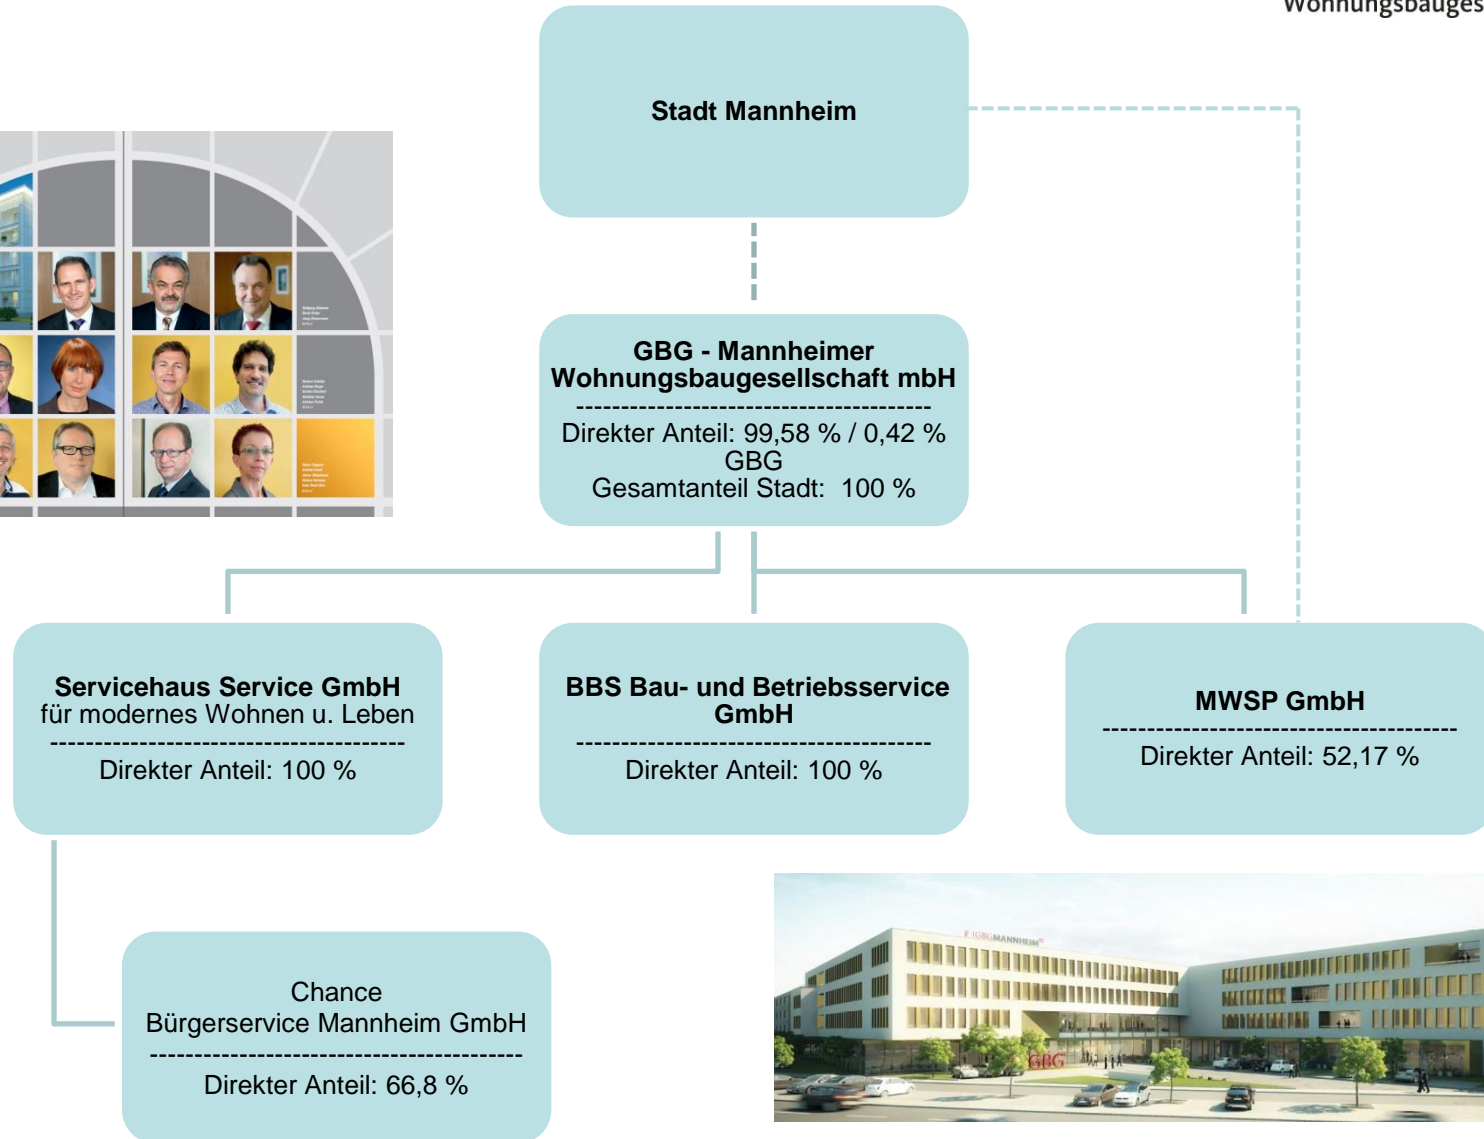 Wohnungsbauges
Stadt Mannheim
GBG - Mannheimer
Wohnungsbaugesellschaft mbH
---------------------------------------
Direkter Anteil: 99,58 % / 0,42 %
GBG
Gesamtanteil Stadt: 100 %
Servicehaus Service GmbH
für modernes Wohnen u. Leben
---------------------------------------
Direkter Anteil: 100 %
BBS Bau- und Betriebsservice
GmbH
---------------------------------------
Direkter Anteil: 100 %
MWSP GmbH
---------------------------------------
Direkter Anteil: 52,17 %
Chance
Bürgerservice Mannheim GmbH
-----------------------------------------
Direkter Anteil: 66,8 %
GBGMANNHEIM
GBG